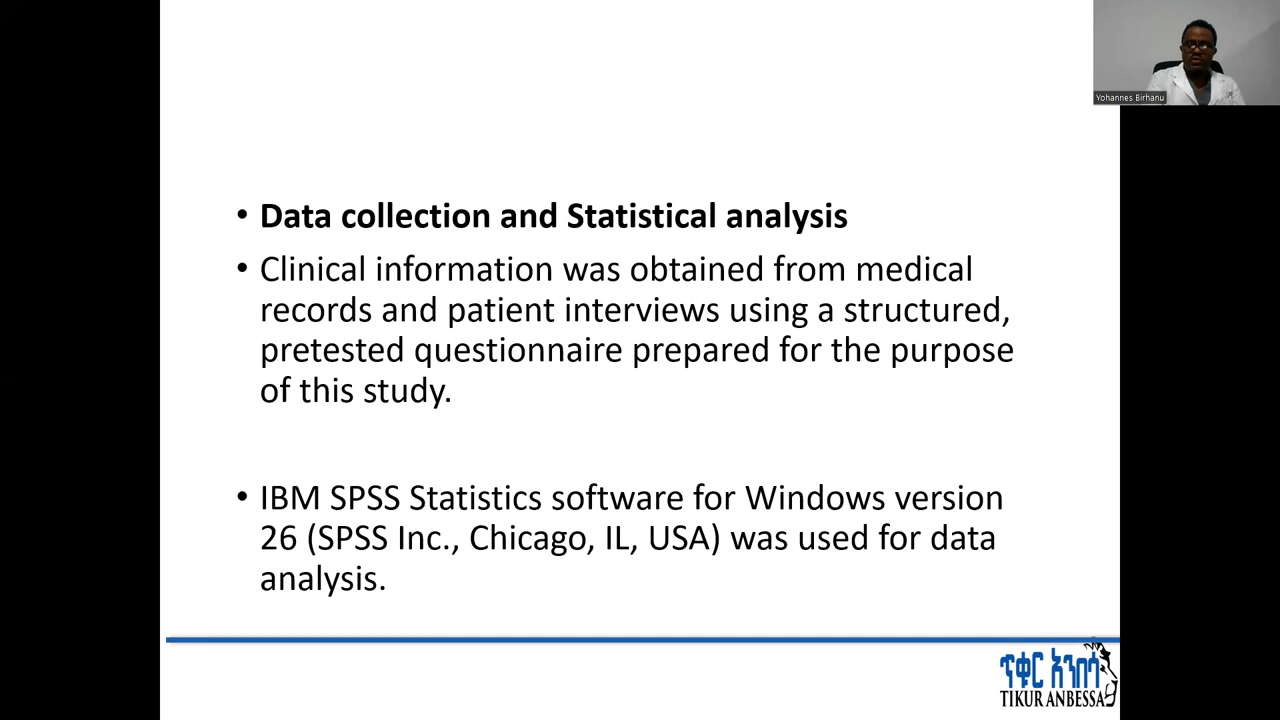 Yohannes Birhanu
• Data collection and Statistical analysis
• Clinical information was obtained from medical
records and patient interviews using a structured,
pretested questionnaire prepared for the purpose
of this study.
• IBM SPSS Statistics software for Windows version
26 (SPSS Inc., Chicago, IL, USA) was used for data
analysis.
ጥቁር አንበሳ
TIKUR ANBESSA